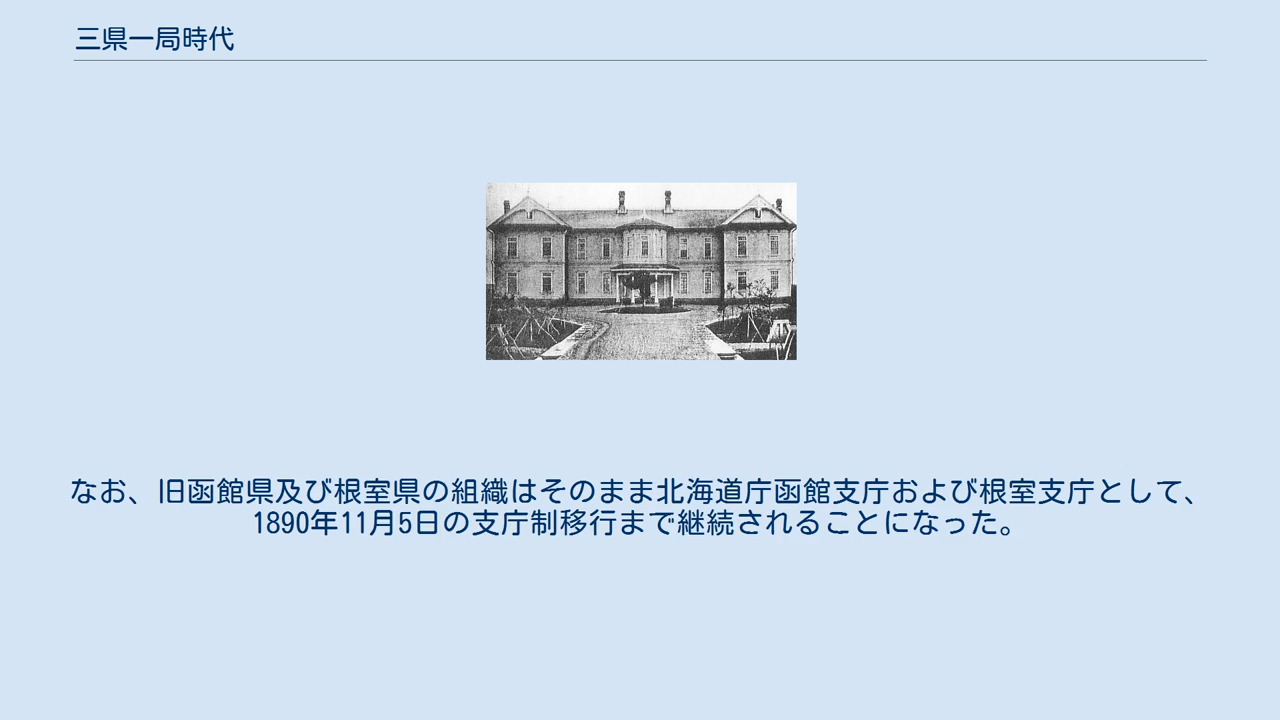 三県一局時代
なお、旧函館県及び根室県の組織はそのまま北海道庁函館支庁および根室支庁として、
1890年11月5日の支庁制移行まで継続されることになった。